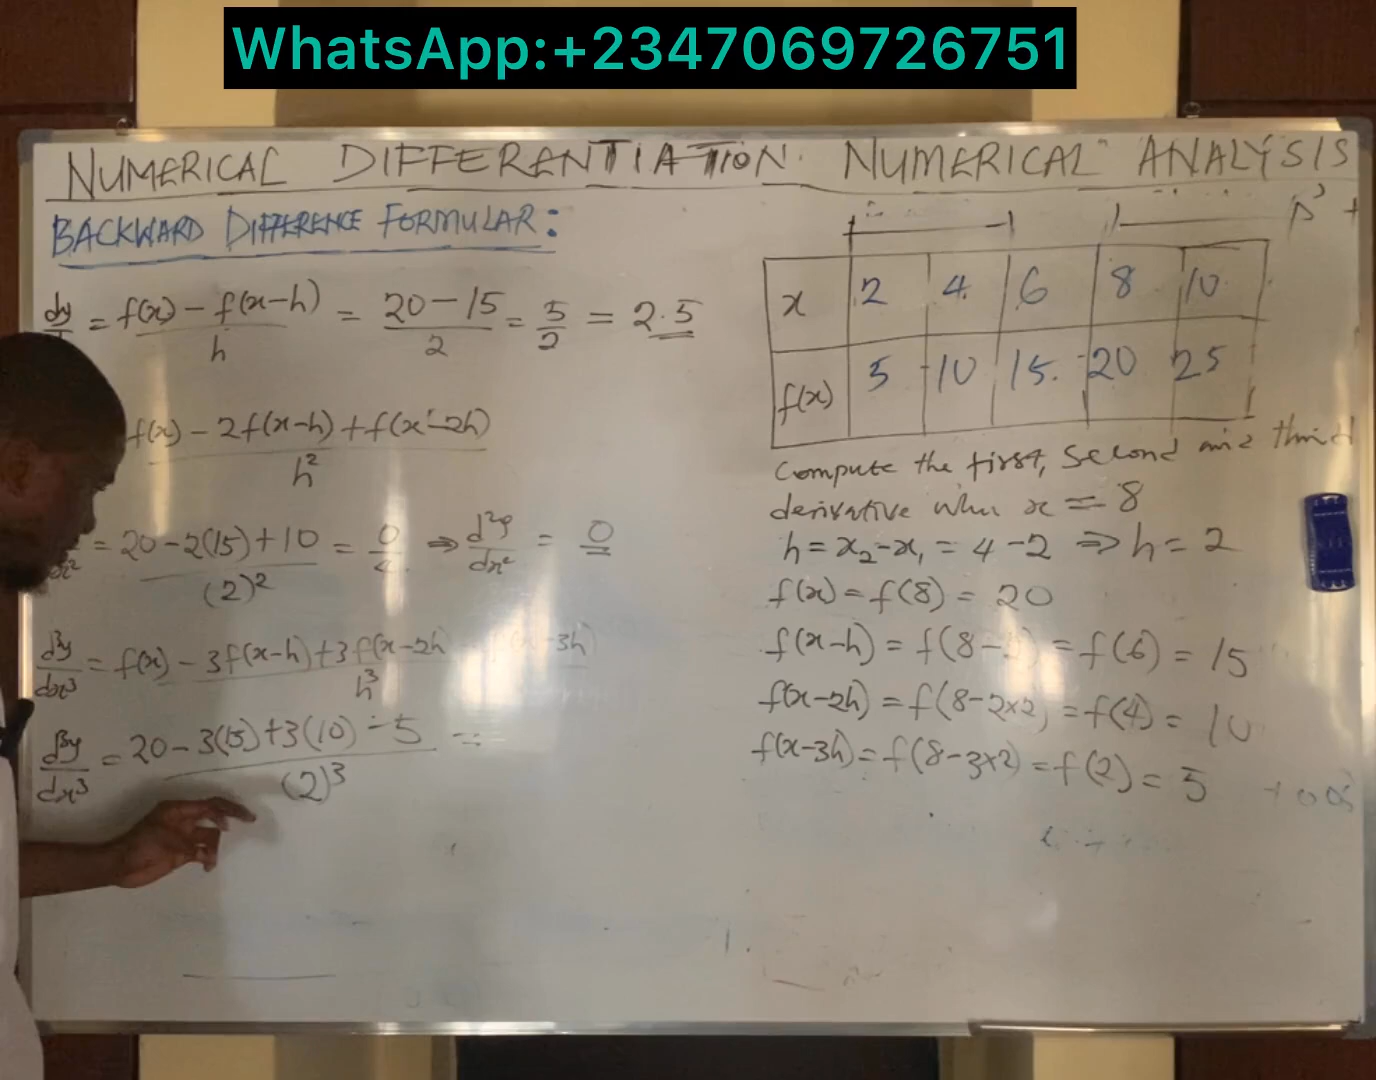 WhatsApp:+2347069726751
NUMERICAL DIFFERENTIATION. NUMERICAL ANALYSIS
BACKWARD DIFFERENCE FORMULAR:
dy = f(x) - f(x-h) / h = 20-15 / 2 = 5/2 = 2.5
f(x) - 2f(x-h) + f(x-2h) / h²
= 20-2(15)+10 / (2)² = 0 ⇒ d²y/dx² = 0
d³y/dx³ = f(x) - 3f(x-h)+3f(x-2h) -3h) / h³
d³y/dx³ = 20-3(15)+3(10)-5 / (2)³ =
x 2 4 6 8 10
f(x) 5 10 15. 20 25
Compute the first, second and third
derivative when x = 8
h = x₂-x₁ = 4-2 ⇒ h = 2
f(x) = f(8) = 20
f(x-h) = f(8- ) = f(6) = 15
f(x-2h) = f(8-2×2) = f(4) = 10
f(x-3h) = f(8-3×2) = f(2) = 5